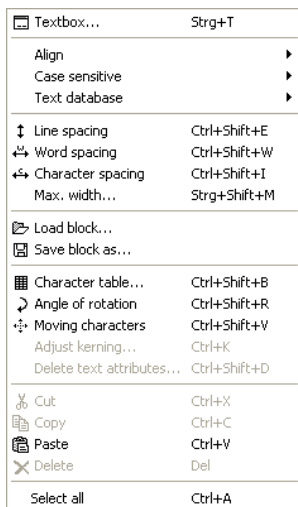 Textbox... Strg+T
Align
Case sensitive
Text database
Line spacing Ctrl+Shift+E
Word spacing Ctrl+Shift+W
Character spacing Ctrl+Shift+I
Max. width... Strg+Shift+M
Load block...
Save block as...
Character table... Ctrl+Shift+B
Angle of rotation Ctrl+Shift+R
Moving characters Ctrl+Shift+V
Adjust kerning... Ctrl+K
Delete text attributes... Ctrl+Shift+D
Cut Ctrl+X
Copy Ctrl+C
Paste Ctrl+V
Delete Del
Select all Ctrl+A